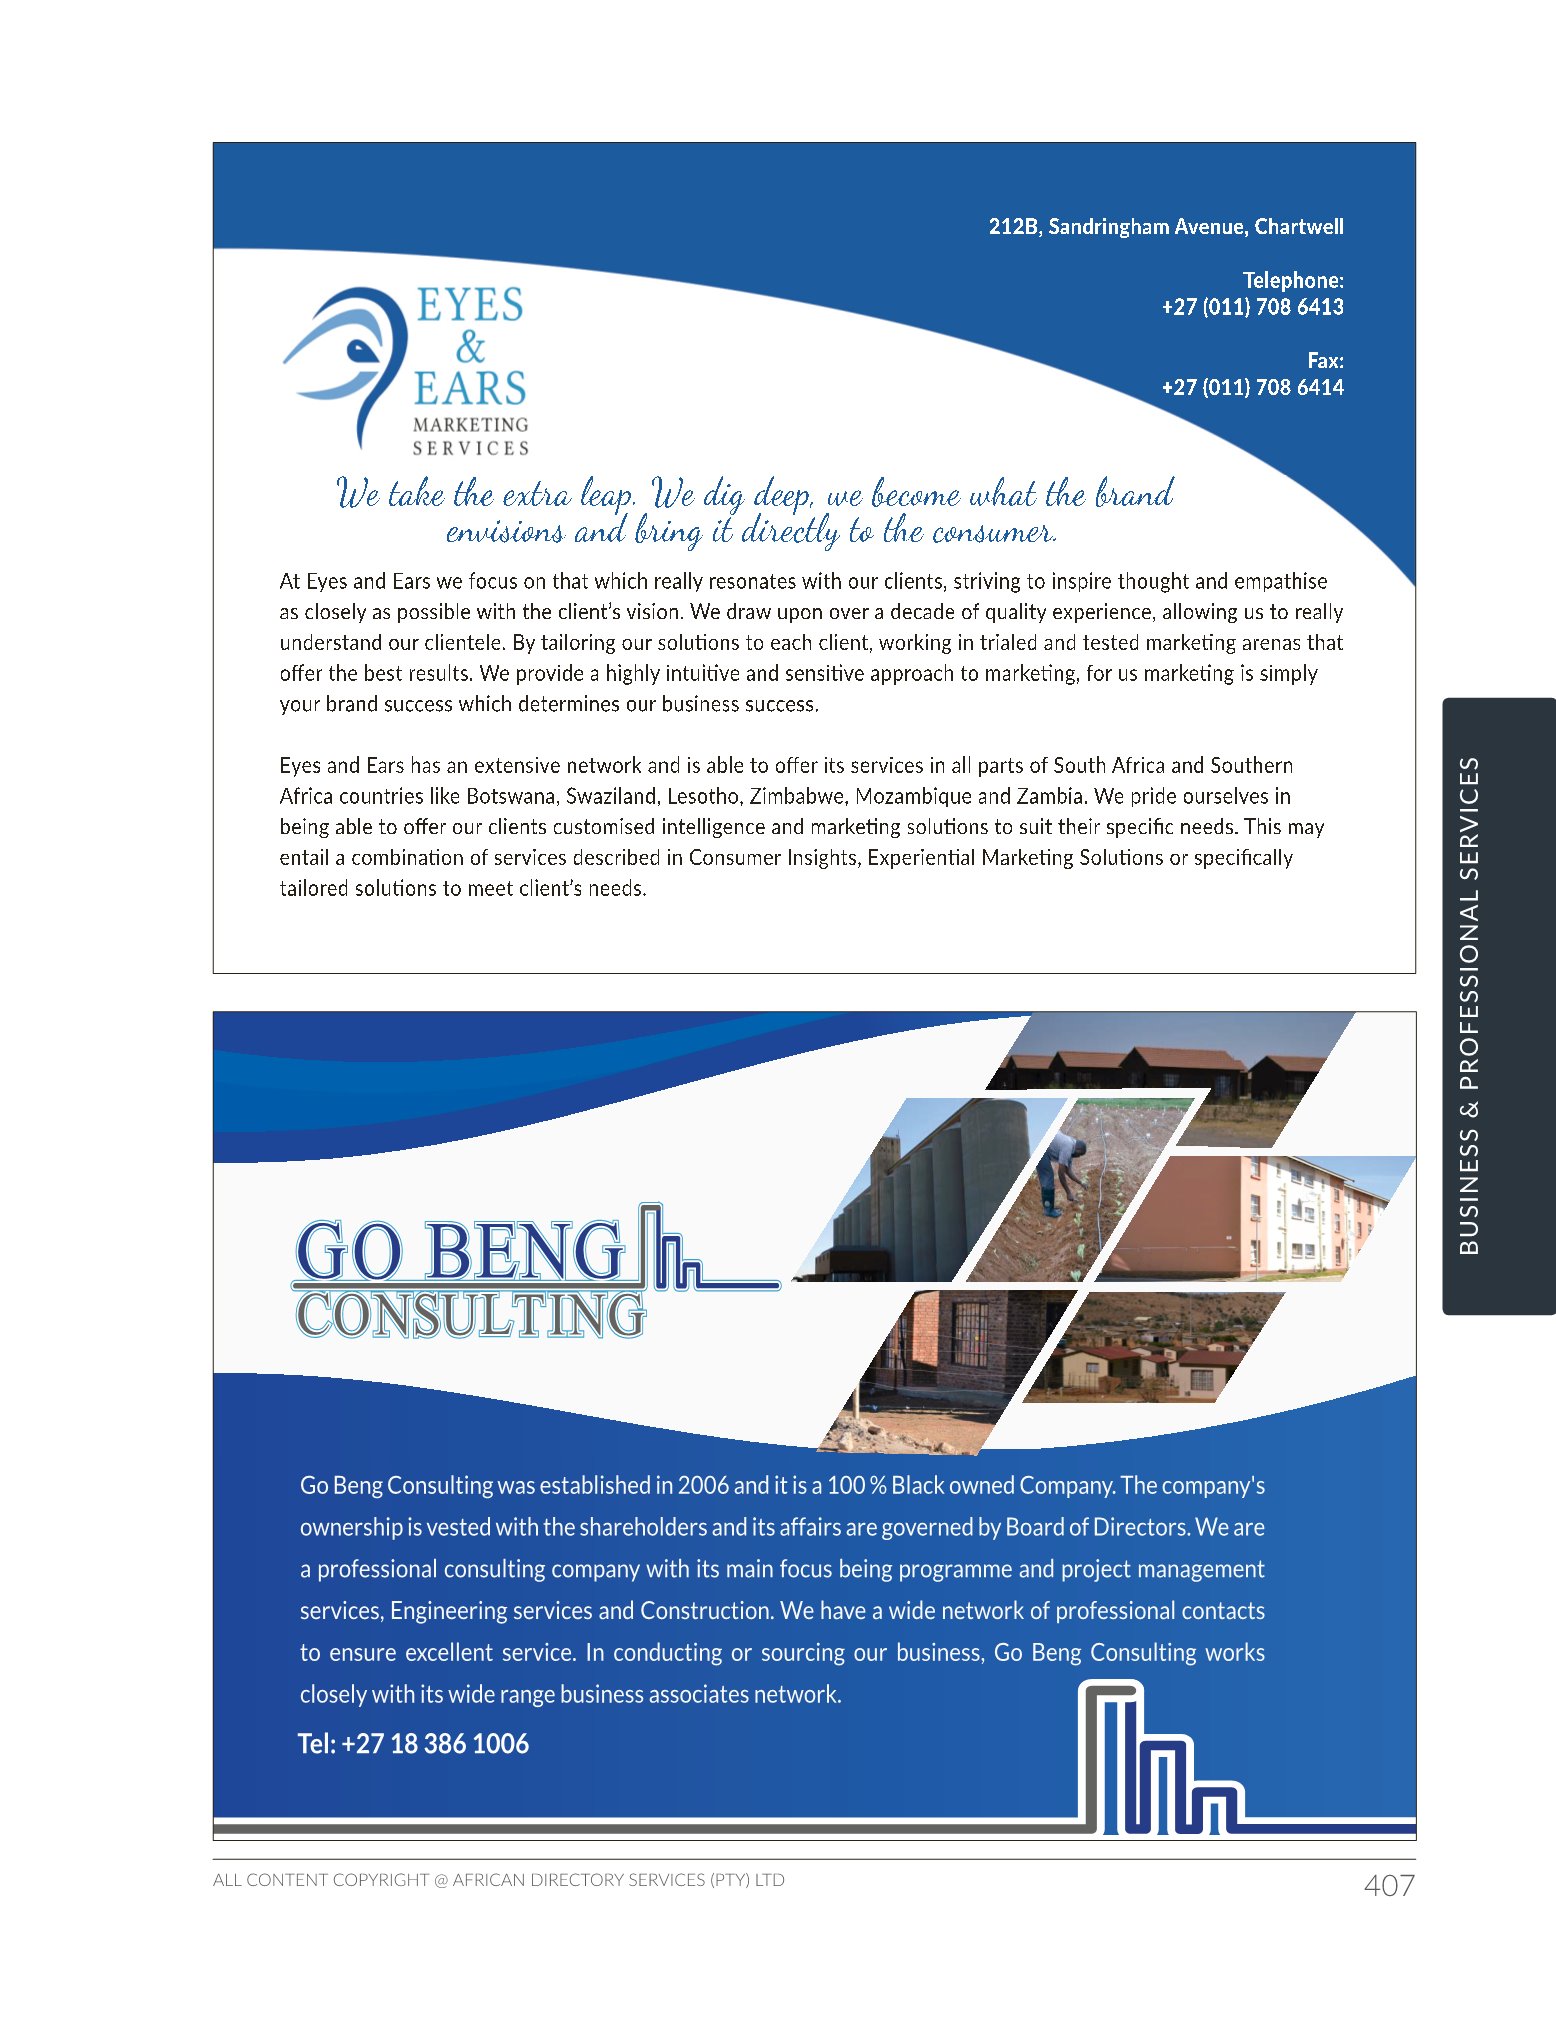 212B, Sandringham Avenue, Chartwell
Telephone:
+27 (011) 708 6413
Fax:
+27 (011) 708 6414
EYES
&
EARS
MARKETING
SERVICES
We take the extra leap. We dig deep, we become what the brand
envisions and bring it directly to the consumer.
At Eyes and Ears we focus on that which really resonates with our clients, striving to inspire thought and empathise
as closely as possible with the client's vision. We draw upon over a decade of quality experience, allowing us to really
understand our clientele. By tailoring our solutions to each client, working in trialed and tested marketing arenas that
offer the best results. We provide a highly intuitive and sensitive approach to marketing, for us marketing is simply
your brand success which determines our business success.
Eyes and Ears has an extensive network and is able to offer its services in all parts of South Africa and Southern
Africa countries like Botswana, Swaziland, Lesotho, Zimbabwe, Mozambique and Zambia. We pride ourselves in
being able to offer our clients customised intelligence and marketing solutions to suit their specific needs. This may
entail a combination of services described in Consumer Insights, Experiential Marketing Solutions or specifically
tailored solutions to meet client's needs.
BUSINESS & PROFESSIONAL SERVICES
GO BENG
CONSULTING
Go Beng Consulting was established in 2006 and it is a 100 % Black owned Company. The company's
ownership is vested with the shareholders and its affairs are governed by Board of Directors. We are
a professional consulting company with its main focus being programme and project management
services, Engineering services and Construction. We have a wide network of professional contacts
to ensure excellent service. In conducting or sourcing our business, Go Beng Consulting works
closely with its wide range business associates network.
Tel: +27 18 386 1006
ALL CONTENT COPYRIGHT @ AFRICAN DIRECTORY SERVICES (PTY) LTD
407